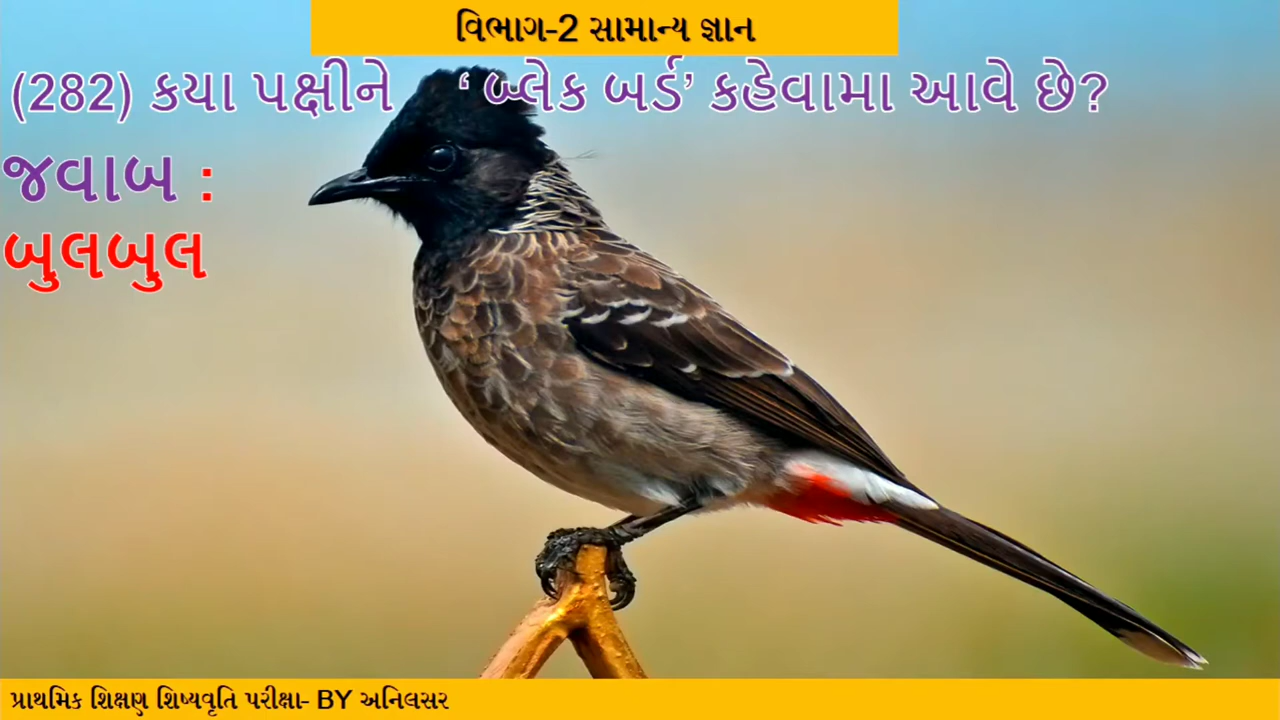 વિભાગ-2 સામાન્ય જ્ઞાન
(282) કયા પક્ષીને ‘ બ્લેક બર્ડ’ કહેવામા આવે છે?
જવાબ :
બુલબુલ
પ્રાથમિક શિક્ષણ શિષ્યવૃતિ પરીક્ષા- BY અનિલસર